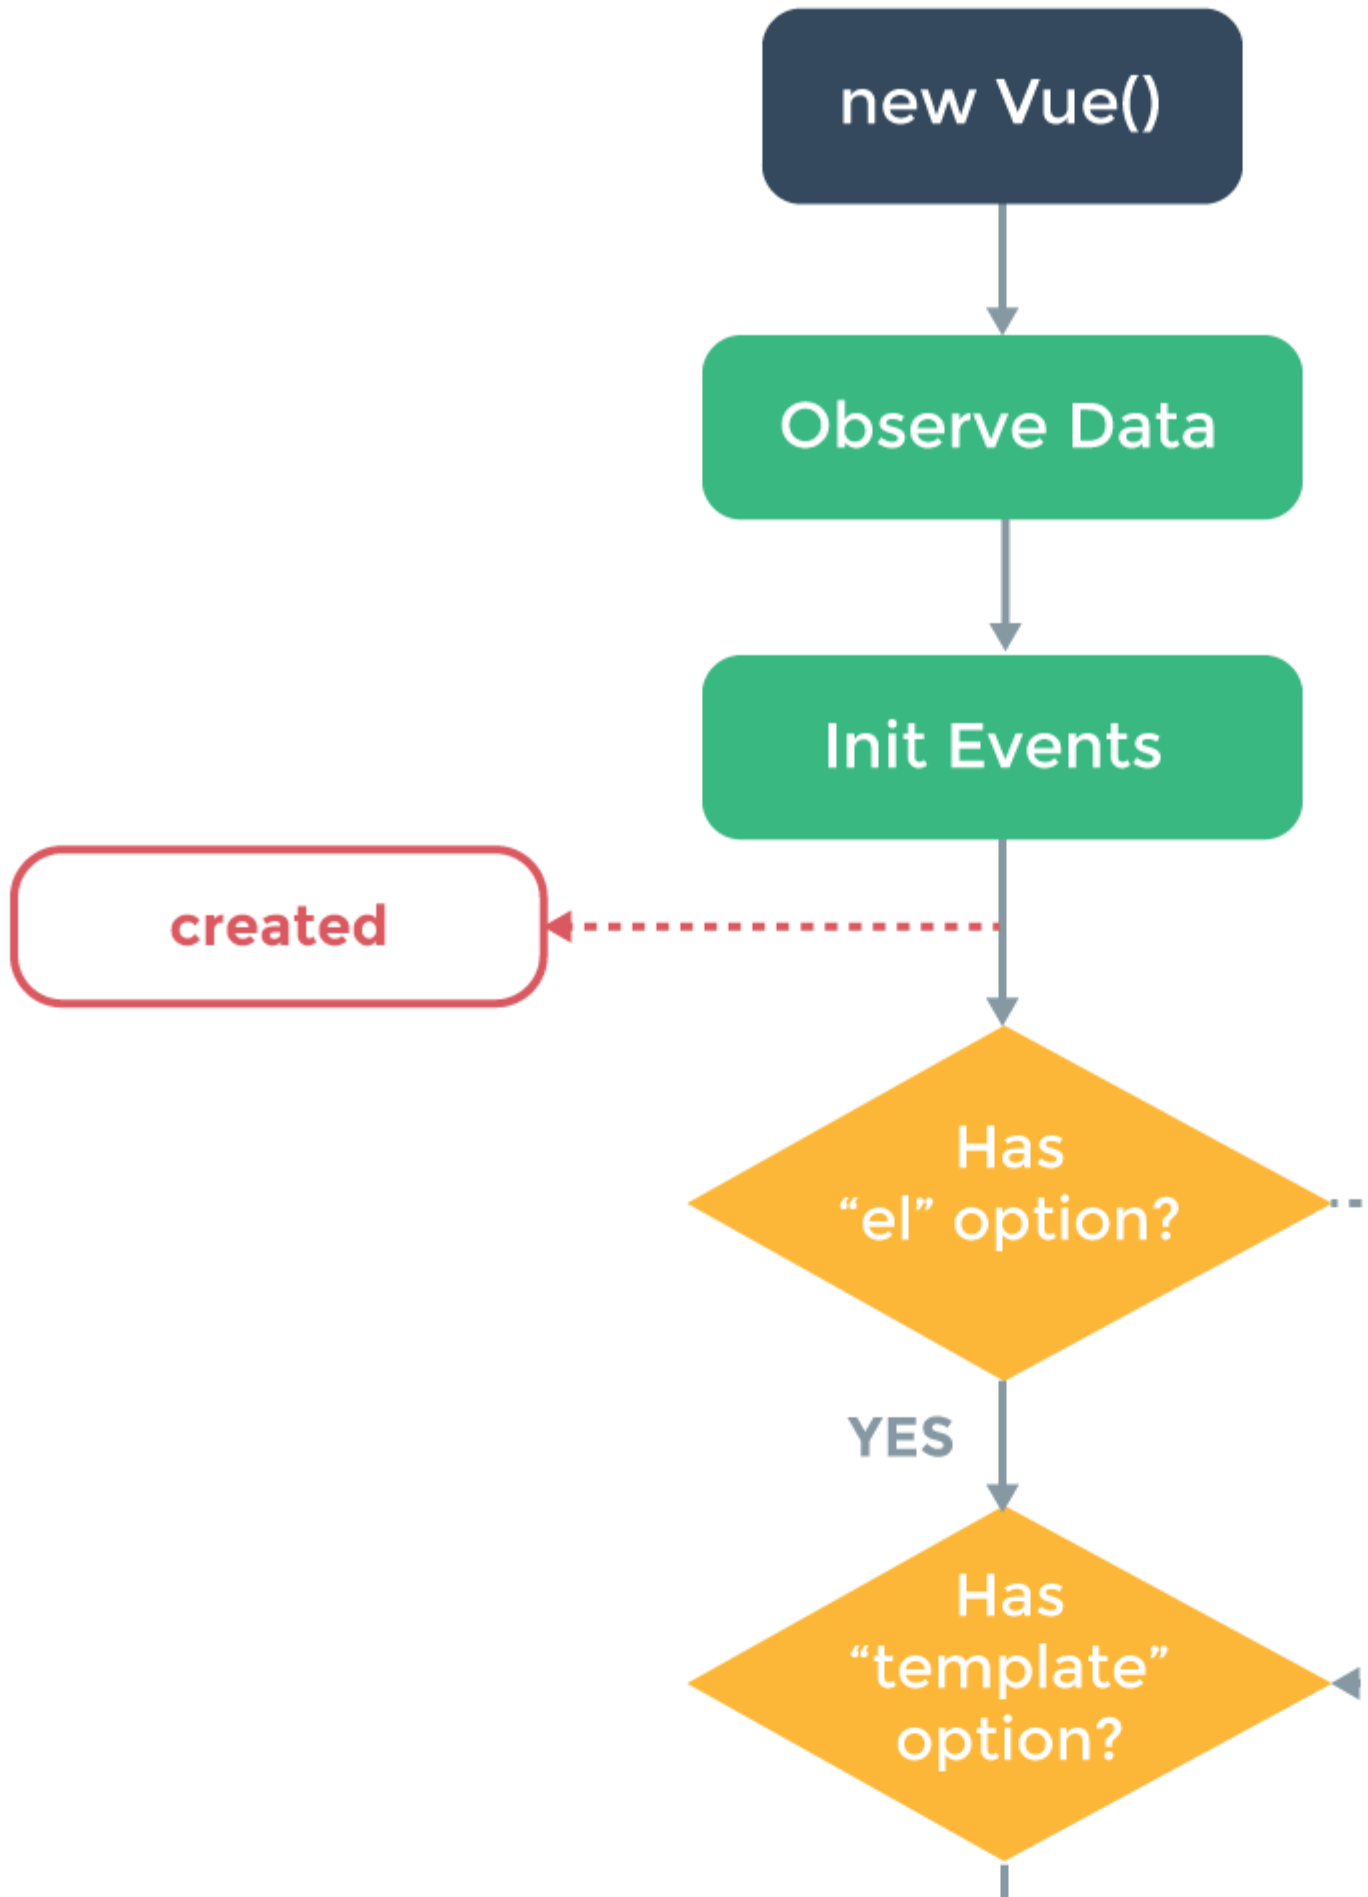 new Vue()
Observe Data
Init Events
created
Has
“el” option?
YES
Has
“template”
option?